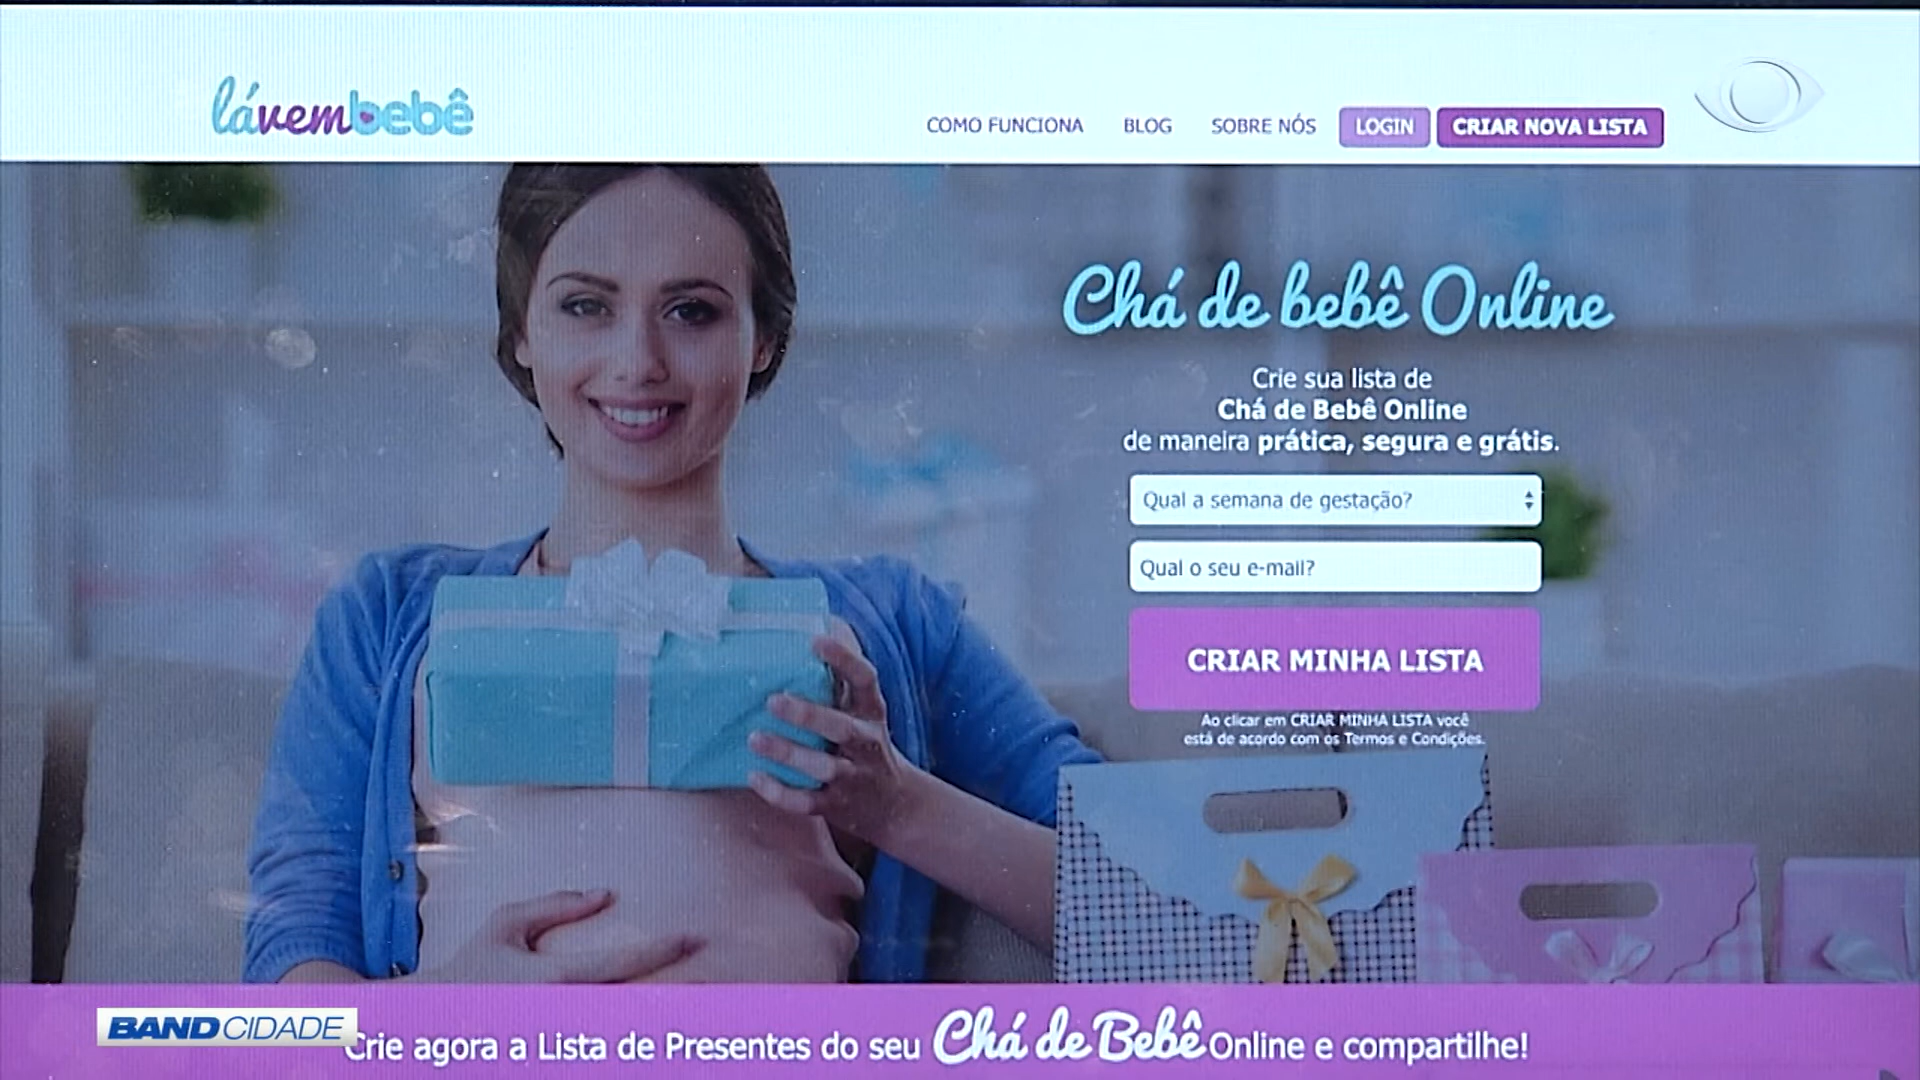 lávembebê
COMO FUNCIONA BLOG SOBRE NÓS LOGIN CRIAR NOVA LISTA
Chá de bebê Online
Crie sua lista de
Chá de Bebê Online
de maneira prática, segura e grátis.
Qual a semana de gestação?
Qual o seu e-mail?
CRIAR MINHA LISTA
Ao clicar em CRIAR MINHA LISTA você
está de acordo com os Termos e Condições.
BAND CIDADE
Crie agora a Lista de Presentes do seu Chá de Bebê Online e compartilhe!